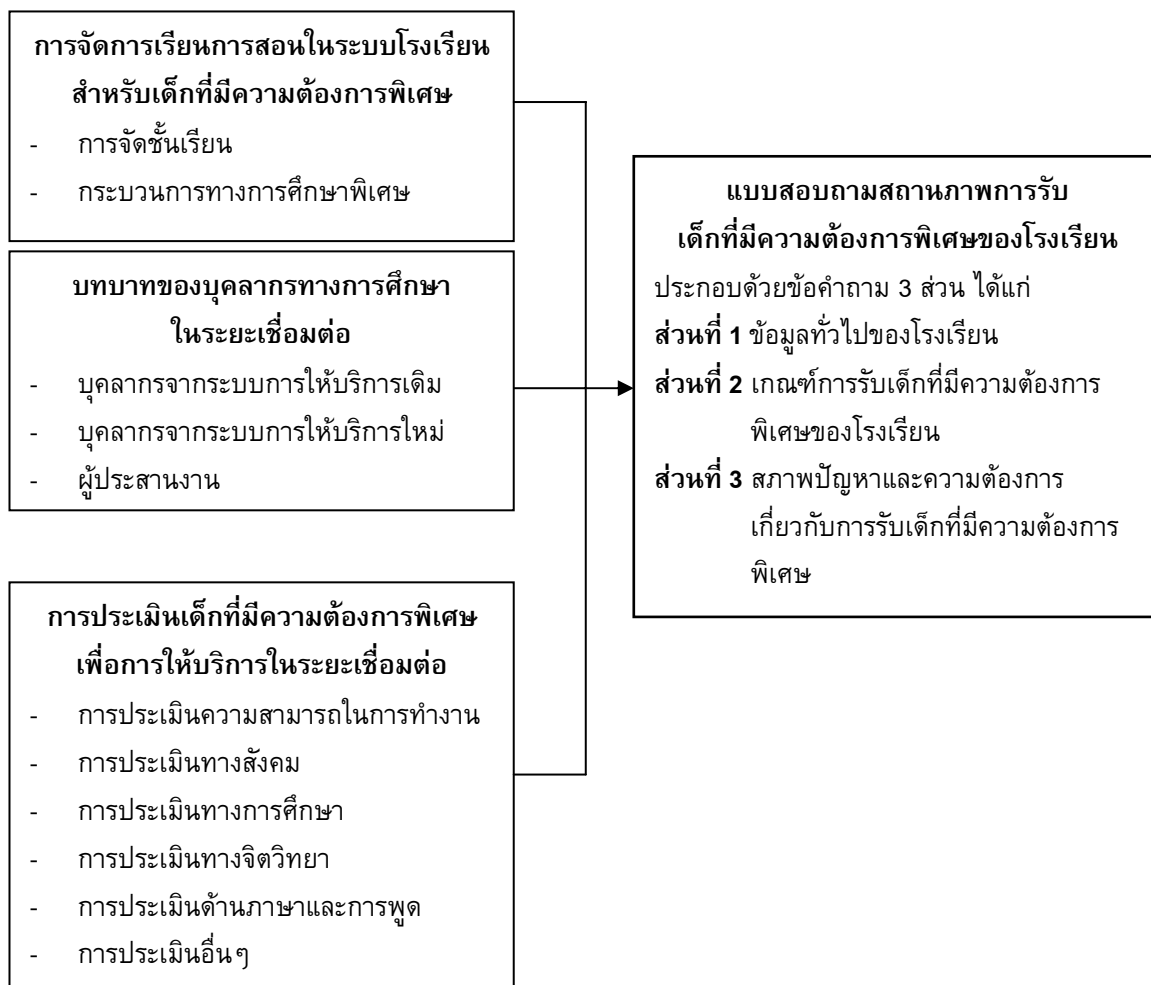 การจัดการเรียนการสอนในระบบโรงเรียน
สำหรับเด็กที่มีความต้องการพิเศษ
- การจัดชั้นเรียน
- กระบวนการทางการศึกษาพิเศษ
บทบาทของบุคลากรทางการศึกษา
ในระยะเชื่อมต่อ
- บุคลากรจากระบบการให้บริการเดิม
- บุคลากรจากระบบการให้บริการใหม่
- ผู้ประสานงาน
การประเมินเด็กที่มีความต้องการพิเศษ
เพื่อการให้บริการในระยะเชื่อมต่อ
- การประเมินความสามารถในการทำงาน
- การประเมินทางสังคม
- การประเมินทางการศึกษา
- การประเมินทางจิตวิทยา
- การประเมินด้านภาษาและการพูด
- การประเมินอื่นๆ
แบบสอบถามสถานภาพการรับ
เด็กที่มีความต้องการพิเศษของโรงเรียน
ประกอบด้วยข้อคำถาม 3 ส่วน ได้แก่
ส่วนที่ 1 ข้อมูลทั่วไปของโรงเรียน
ส่วนที่ 2 เกณฑ์การรับเด็กที่มีความต้องการ
พิเศษของโรงเรียน
ส่วนที่ 3 สภาพปัญหาและความต้องการ
เกี่ยวกับการรับเด็กที่มีความต้องการ
พิเศษ